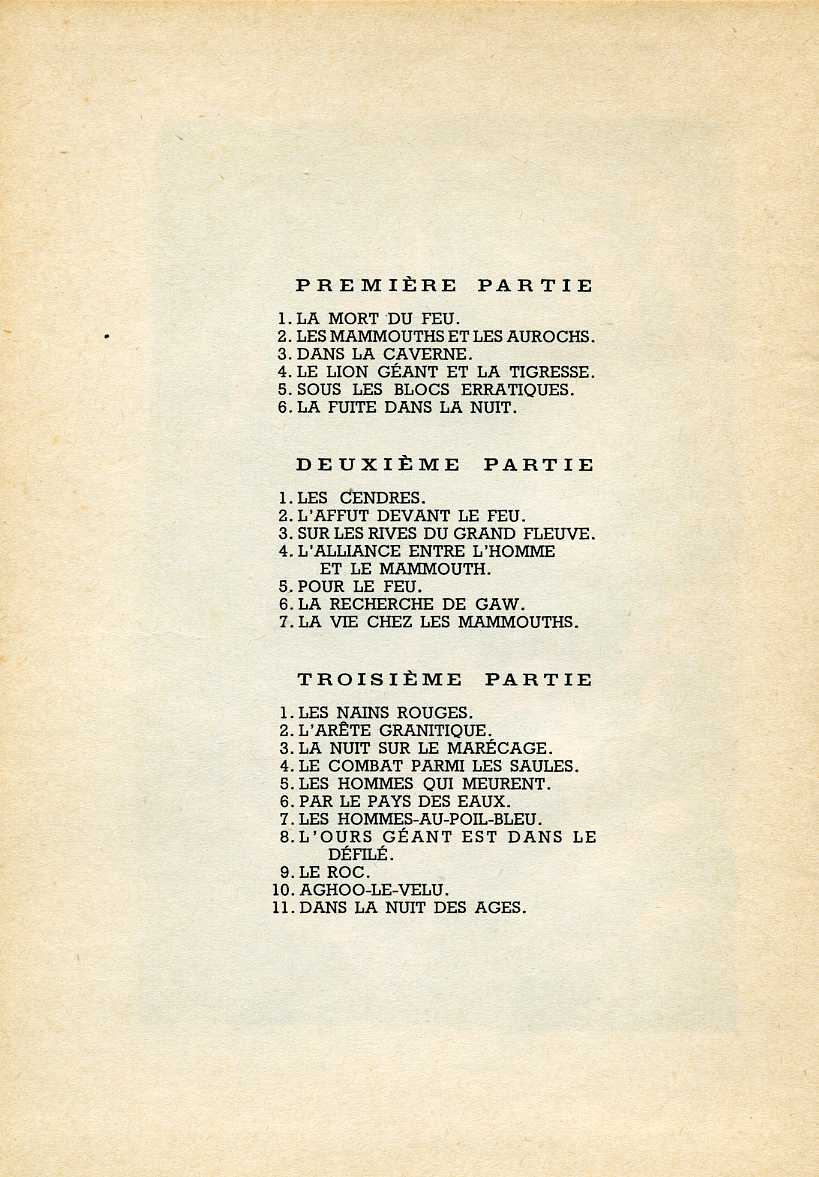 PREMIÈRE PARTIE
1. LA MORT DU FEU.
2. LES MAMMOUTHS ET LES AUROCHS.
3. DANS LA CAVERNE.
4. LE LION GÉANT ET LA TIGRESSE.
5. SOUS LES BLOCS ERRATIQUES.
6. LA FUITE DANS LA NUIT.
DEUXIÈME PARTIE
1. LES CENDRES.
2. L'AFFUT DEVANT LE FEU.
3. SUR LES RIVES DU GRAND FLEUVE.
4. L'ALLIANCE ENTRE L'HOMME
ET LE MAMMOUTH.
5. POUR LE FEU.
6. LA RECHERCHE DE GAW.
7. LA VIE CHEZ LES MAMMOUTHS.
TROISIÈME PARTIE
1. LES NAINS ROUGES.
2. L'ARÊTE GRANITIQUE.
3. LA NUIT SUR LE MARÉCAGE.
4. LE COMBAT PARMI LES SAULES.
5. LES HOMMES QUI MEURENT.
6. PAR LE PAYS DES EAUX.
7. LES HOMMES-AU-POIL-BLEU.
8. L'OURS GÉANT EST DANS LE
DÉFILÉ.
9. LE ROC.
10. AGHOO-LE-VELU.
11. DANS LA NUIT DES AGES.